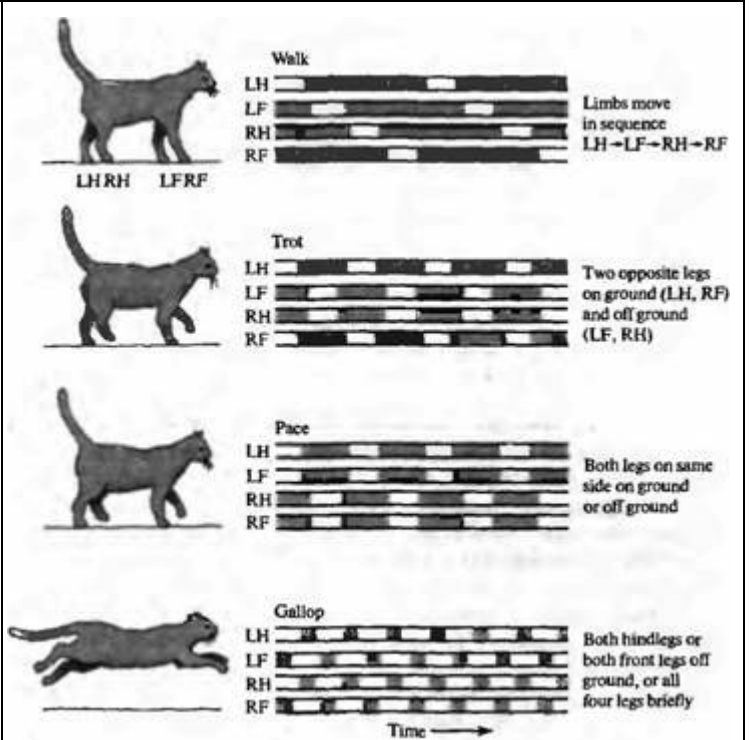 Walk
LH
LF
RH
RF
Limbs move
in sequence
LH→LF→RH→RF
LH RH LF RF
Trot
LH
LF
RH
RF
Two opposite legs
on ground (LH, RF)
and off ground
(LF, RH)
Pace
LH
LF
RH
RF
Both legs on same
side on ground
or off ground
Gallop
LH
LF
RH
RF
Both hindlegs or
both front legs off
ground, or all
four legs briefly
Time →